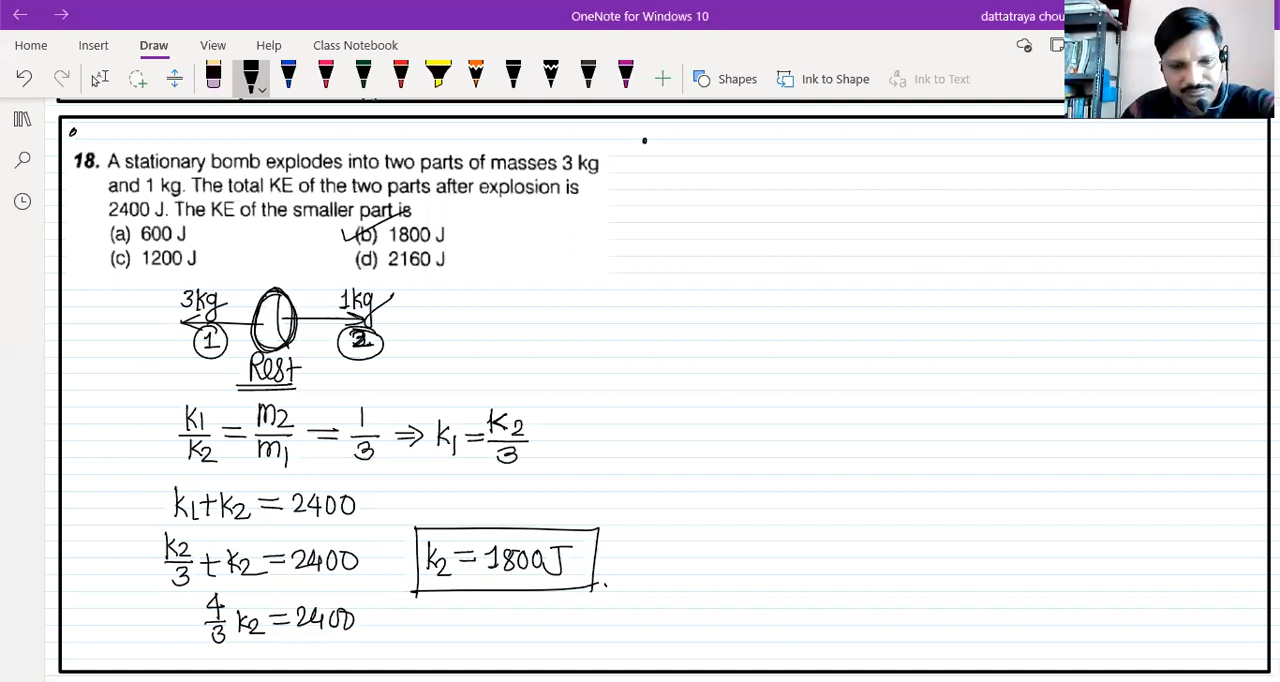 OneNote for Windows 10
dattatraya chou
Home Insert Draw View Help Class Notebook
Shapes Ink to Shape Ink to Text
18. A stationary bomb explodes into two parts of masses 3 kg
and 1 kg. The total KE of the two parts after explosion is
2400 J. The KE of the smaller part is
(a) 600 J (b) 1800 J
(c) 1200 J (d) 2160 J
3kg 1kg
1 2
Rest
K1/K2 = m2/m1 = 1/3 ⇒ K1 = K2/3
K1+K2 = 2400
K2/3 + K2 = 2400
K2 = 1800J
4/3 K2 = 2400